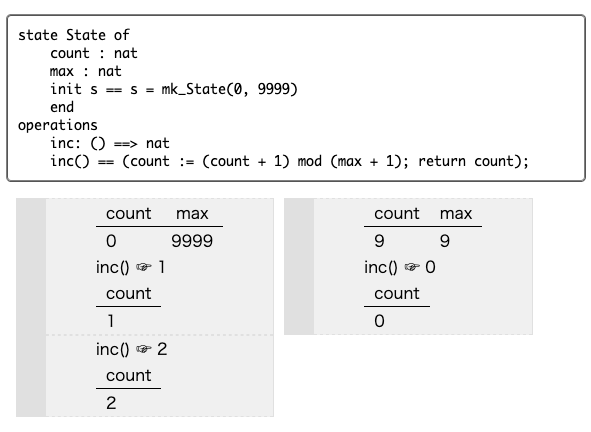 state State of
count : nat
max : nat
init s == s = mk_State(0, 9999)
end
operations
inc: () ==> nat
inc() == (count := (count + 1) mod (max + 1); return count);
count max
0 9999
inc() ☞ 1
count
1
inc() ☞ 2
count
2
count max
9 9
inc() ☞ 0
count
0